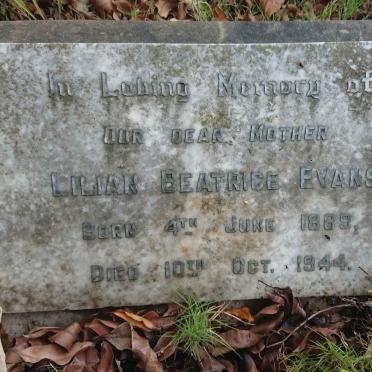 In Loving Memory of
OUR DEAR MOTHER
LILIAN BEATRICE EVANS
BORN 4TH JUNE 1889,
DIED 10TH OCT. 1944.